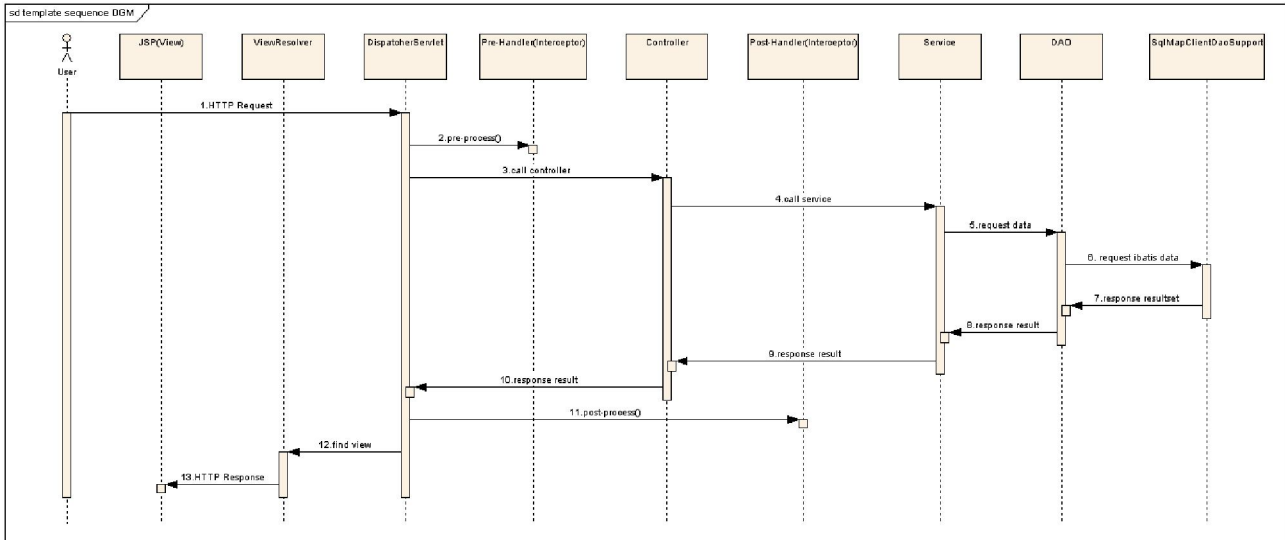 sd template sequence DGM
User
JSP(View)
ViewResolver
DispatcherServlet
Pre-Handler(Interceptor)
Controller
Post-Handler(Interceptor)
Service
DAO
SqlMapClientDaoSupport
1.HTTP Request
2.pre-process()
3.call controller
4.call service
5.request data
6. request ibatis data
7.response resultset
8.response result
9.response result
10.response result
11.post-process()
12.find view
13.HTTP Response